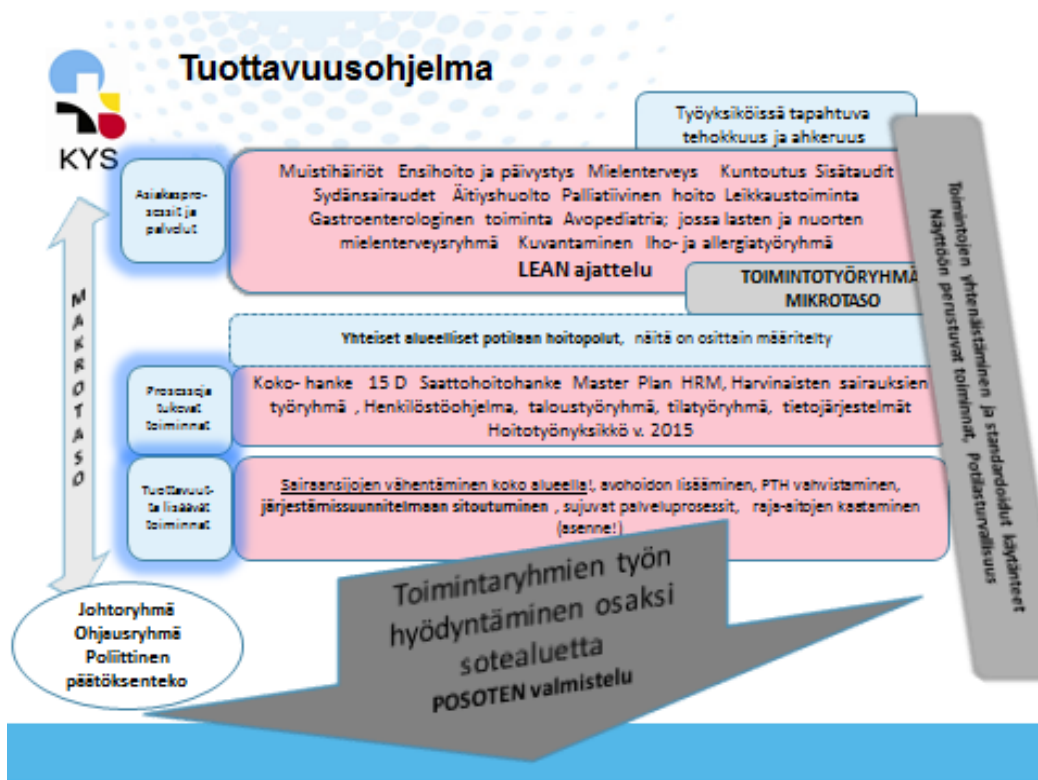 Tuottavuusohjelma
KYS
Työyksiköissä tapahtuva
tehokkuus ja ahkeruus
Asiakaspro-
sessit ja
palvelut
Muistihäiriöt Ensihoito ja päivystys Mielenterveys Kuntoutus Sisätaudit
Sydänsairaudet Äitiyshuolto Palliatiivinen hoito Leikkaustoiminta
Gastroenterologinen toiminta Avopediatria; jossa lasten ja nuorten
mielenterveysryhmä Kuvantaminen Iho- ja allergiatyöryhmä
LEAN ajattelu
TOIMINTOTYÖRYHMÄ
MIKROTASO
MAKROTASO
Yhteiset alueelliset potilaan hoitopolut, näitä on osittain määritelty
Prosesseja
tukevat
toiminnat
Koko- hanke 15 D Saattohoitohanke Master Plan HRM, Harvinaisten sairauksien
työryhmä , Henkilöstöohjelma, taloustyöryhmä, tilatyöryhmä, tietojärjestelmät
Hoitotyönyksikkö v. 2015
Tuottavuut-
ta lisäävät
toiminnat
Sairaansijojen vähentäminen koko alueella!, avohoidon lisääminen, PTH vahvistaminen,
järjestämissuunnitelmaan sitoutuminen , sujuvat palveluprosessit, raja-aitojen kaataminen
(asenne!)
Toimintojen yhtenäistäminen ja standardoidut käytänteet
Näyttöön perustuvat toiminnat, Potilasturvallisuus
Johtoryhmä
Ohjausryhmä
Poliittinen
päätöksenteko
Toimintaryhmien työn
hyödyntäminen osaksi
sotealuetta
POSOTEN valmistelu